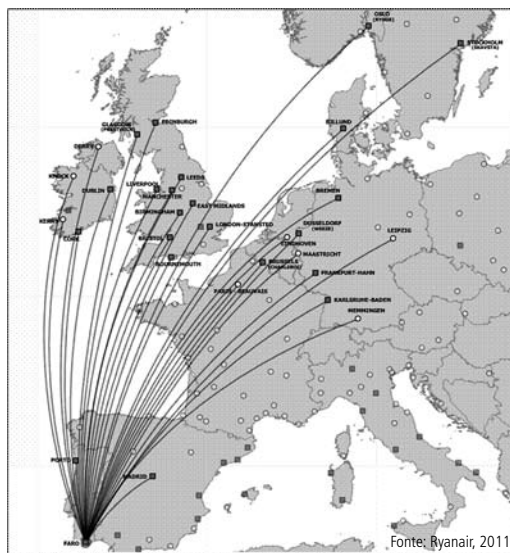 OSLO
(RYGGE)
STOCKHOLM
(SKAVSTA)
GLASGOW
(PRESTWICK)
EDINBURGH
BILLUND
DERRY
KNOCK
DUBLIN
LIVERPOOL
LEEDS
MANCHESTER
EAST MIDLANDS
BIRMINGHAM
KERRY
CORK
BRISTOL
LONDON-STANSTED
BOURNEMOUTH
BREMEN
DUSSELDORF
(WEEZE)
EINDHOVEN
LEIPZIG
MAASTRICHT
BRUSSELS
(CHARLEROI)
FRANKFURT-HAHN
PARIS - BEAUVAIS
KARLSRUHE-BADEN
MEMMINGEN
PORTO
MADRID
FARO
Fonte: Ryanair, 2011